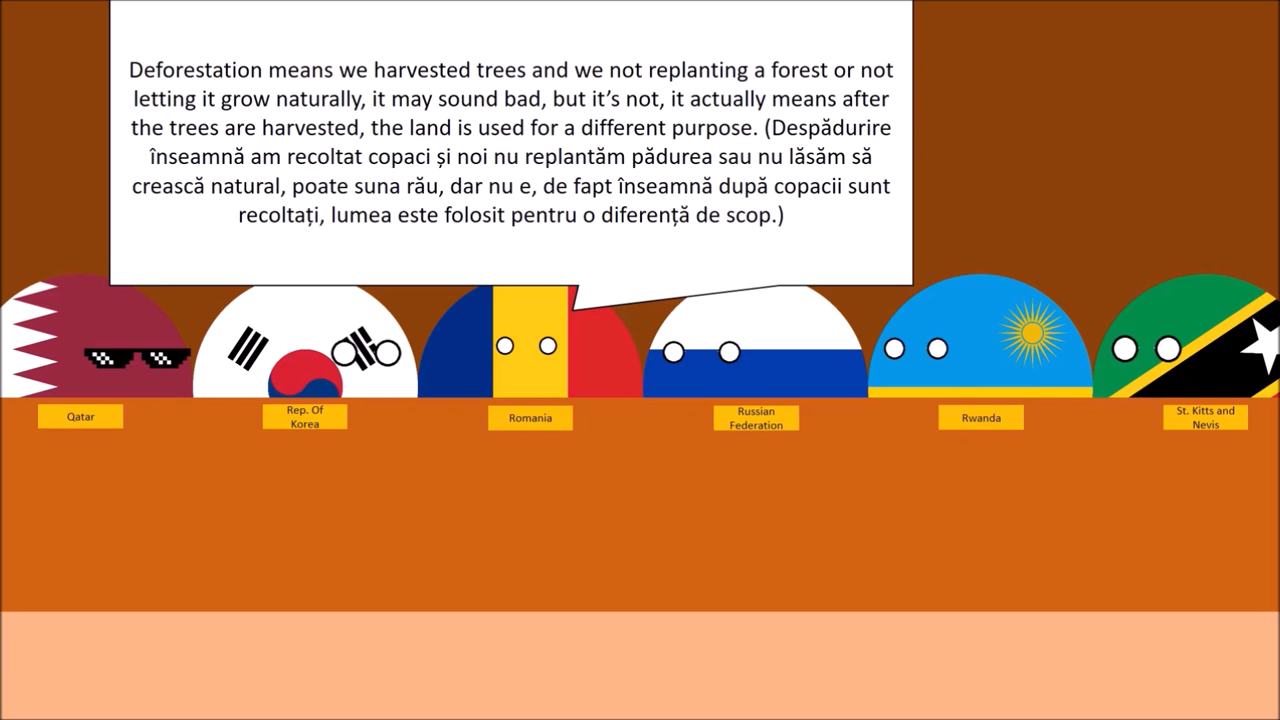 Deforestation means we harvested trees and we not replanting a forest or not
letting it grow naturally, it may sound bad, but it’s not, it actually means after
the trees are harvested, the land is used for a different purpose. (Despădurire
înseamnă am recoltat copaci și noi nu replantăm pădurea sau nu lăsăm să
crească natural, poate suna rău, dar nu e, de fapt înseamnă după copacii sunt
recoltați, lumea este folosit pentru o diferență de scop.)
Qatar
Rep. Of
Korea
Romania
Russian
Federation
Rwanda
St. Kitts and
Nevis